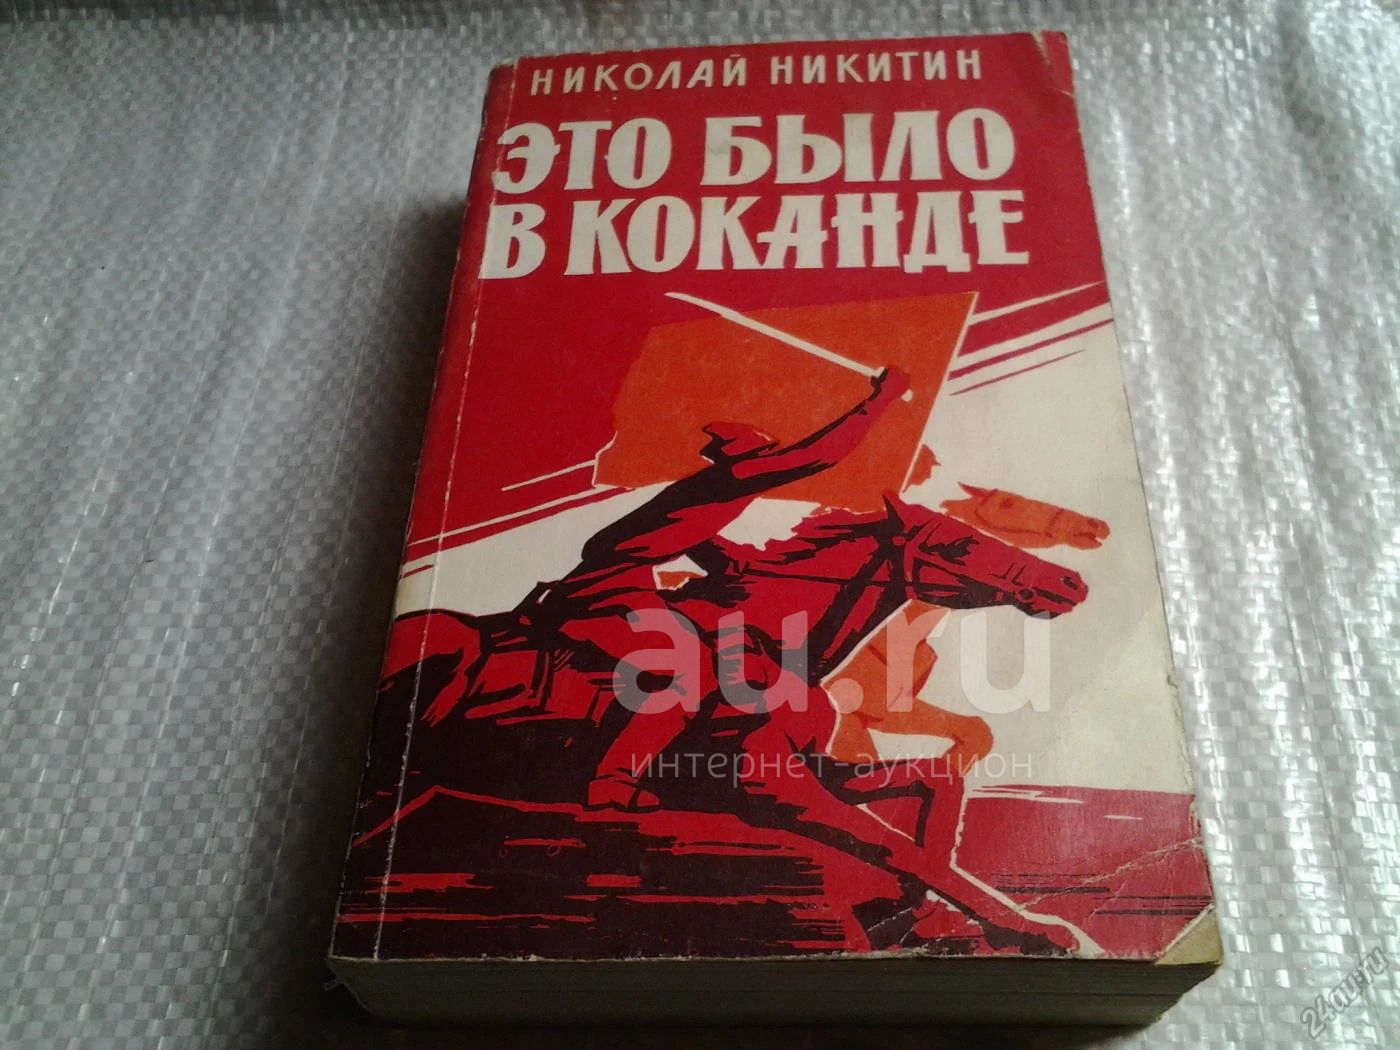 НИКОЛАЙ НИКИТИН
ЭТО БЫЛО
В КОКАНДЕ
au.ru
интернет-аукцион
24au.ru